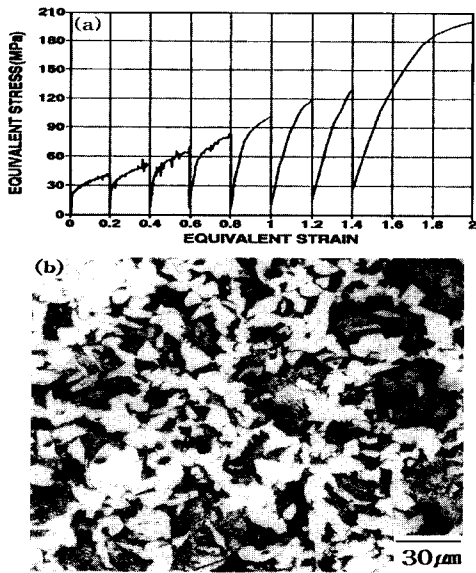 (a)
EQUIVALENT STRESS(MPa)
210
180
150
120
90
60
30
0
0 0.2 0.4 0.6 0.8 1 1.2 1.4 1.6 1.8 2
EQUIVALENT STRAIN
(b)
30μm